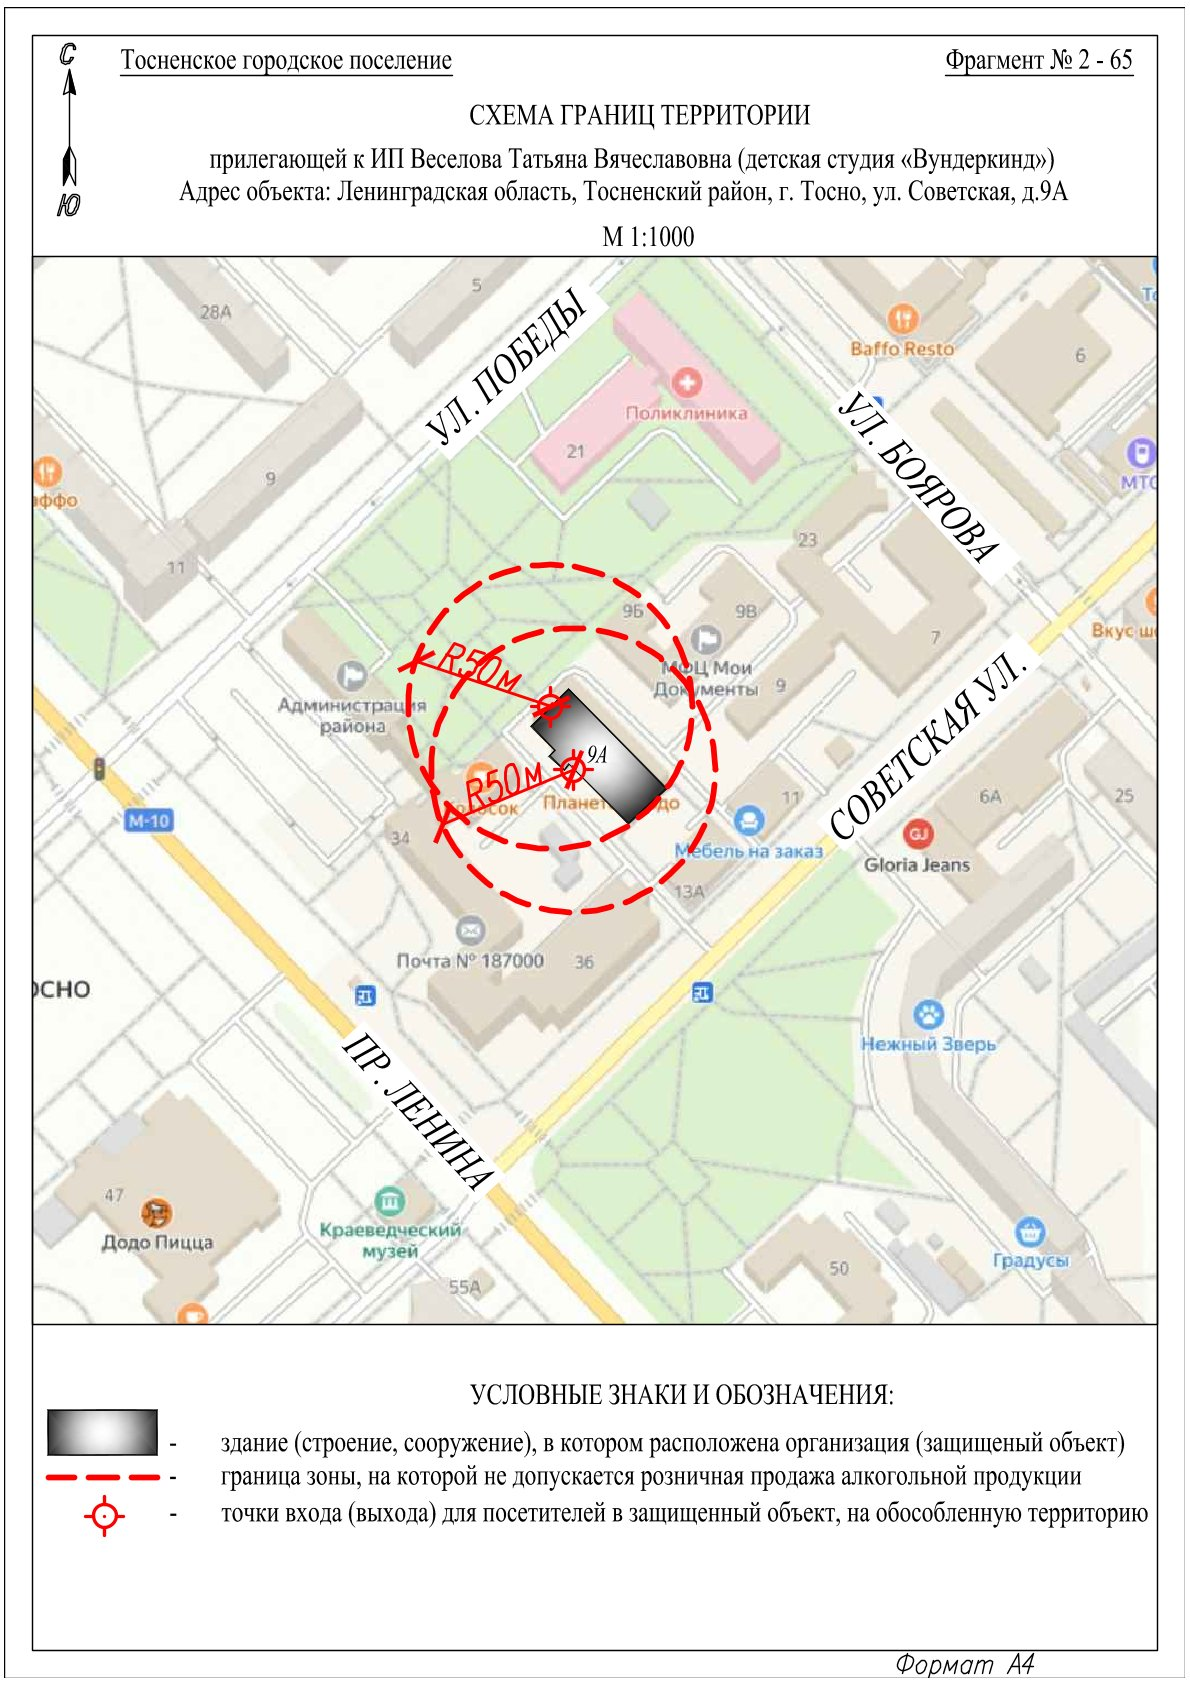 С
Ю
Тосненское городское поселение
Фрагмент № 2 - 65
СХЕМА ГРАНИЦ ТЕРРИТОРИИ
прилегающей к ИП Веселова Татьяна Вячеславовна (детская студия «Вундеркинд»)
Адрес объекта: Ленинградская область, Тосненский район, г. Тосно, ул. Советская, д.9А
М 1:1000
28А
5
УЛ. ПОБЕДЫ
Baffo Resto
6
Поликлиника
21
УЛ. БОЯРОВА
9
11
23
7
9Б
9В
МФЦ Мои
Документы
9
Вкус
Администрация
района
R50м
R50м
9А
СОВЕТСКАЯ УЛ.
М-10
34
11
6А
25
Мебель на заказ
Gloria Jeans
GJ
13А
Почта № 187000
36
Нежный Зверь
ПР. ЛЕНИНА
47
Додо Пицца
Краеведческий
музей
55А
50
Градусы
УСЛОВНЫЕ ЗНАКИ И ОБОЗНАЧЕНИЯ:
- здание (строение, сооружение), в котором расположена организация (защищеный объект)
- граница зоны, на которой не допускается розничная продажа алкогольной продукции
- точки входа (выхода) для посетителей в защищенный объект, на обособленную территорию
Формат А4